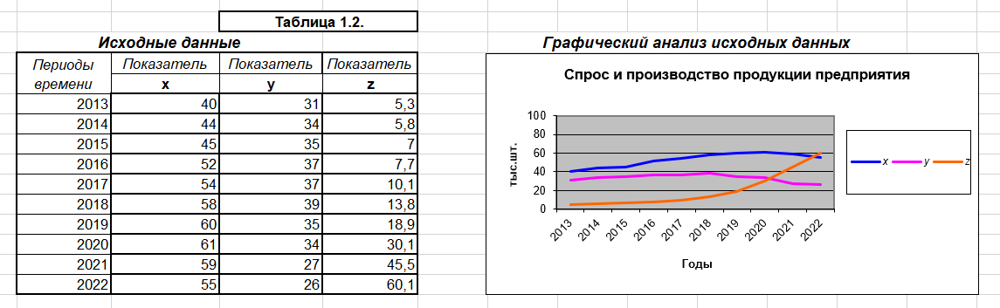 Таблица 1.2.
Исходные данные
Периоды времени Показатель Показатель Показатель
x y z
2013 40 31 5,3
2014 44 34 5,8
2015 45 35 7
2016 52 37 7,7
2017 54 37 10,1
2018 58 39 13,8
2019 60 35 18,9
2020 61 34 30,1
2021 59 27 45,5
2022 55 26 60,1
Графический анализ исходных данных
Спрос и производство продукции предприятия
тыс.шт.
100
80
60
40
20
0
2013 2014 2015 2016 2017 2018 2019 2020 2021 2022
Годы
x y z